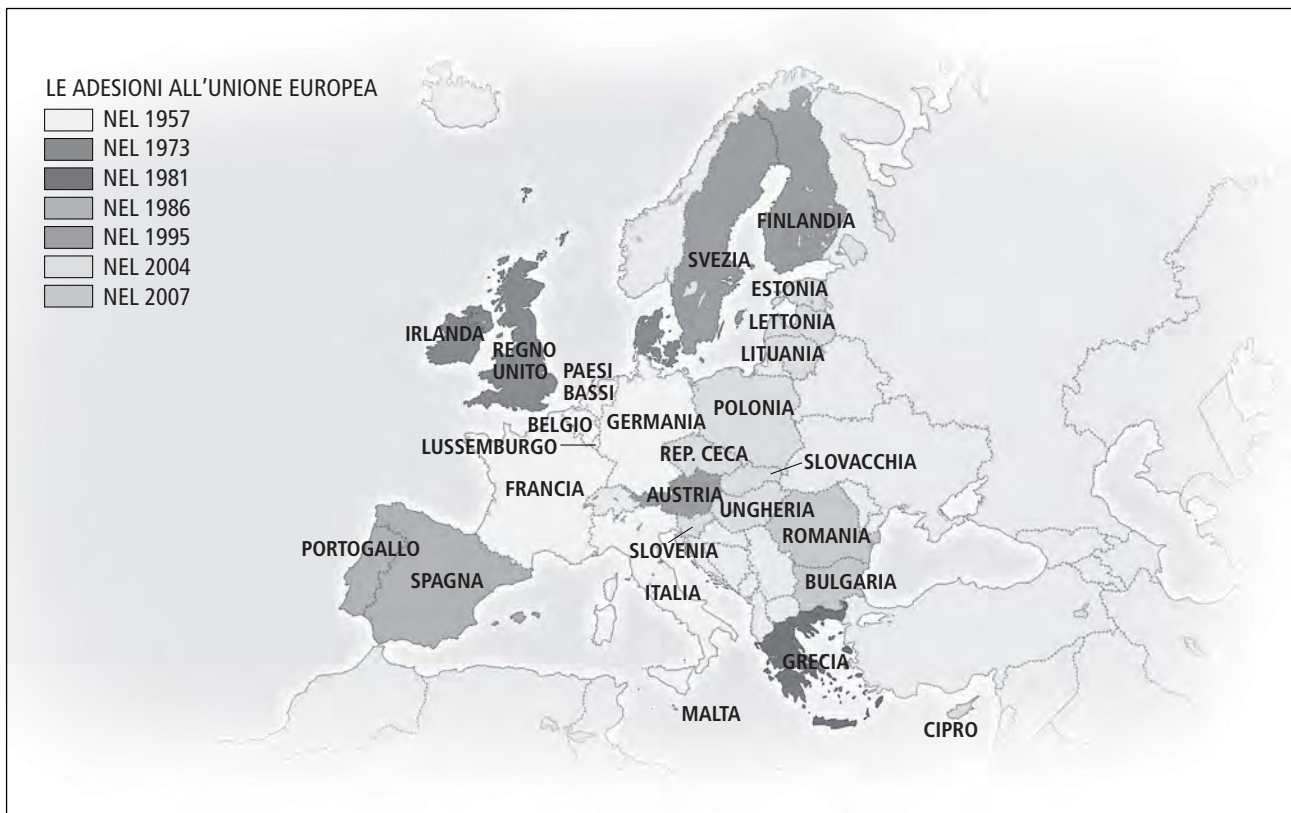 LE ADESIONI ALL'UNIONE EUROPEA
NEL 1957
NEL 1973
NEL 1981
NEL 1986
NEL 1995
NEL 2004
NEL 2007
FINLANDIA
SVEZIA
ESTONIA
LETTONIA
LITUANIA
IRLANDA
REGNO
UNITO
PAESI
BASSI
BELGIO
LUSSEMBURGO
GERMANIA
POLONIA
REP. CECA
SLOVACCHIA
FRANCIA
AUSTRIA
UNGHERIA
ROMANIA
SLOVENIA
PORTOGALLO
SPAGNA
ITALIA
BULGARIA
GRECIA
MALTA
CIPRO